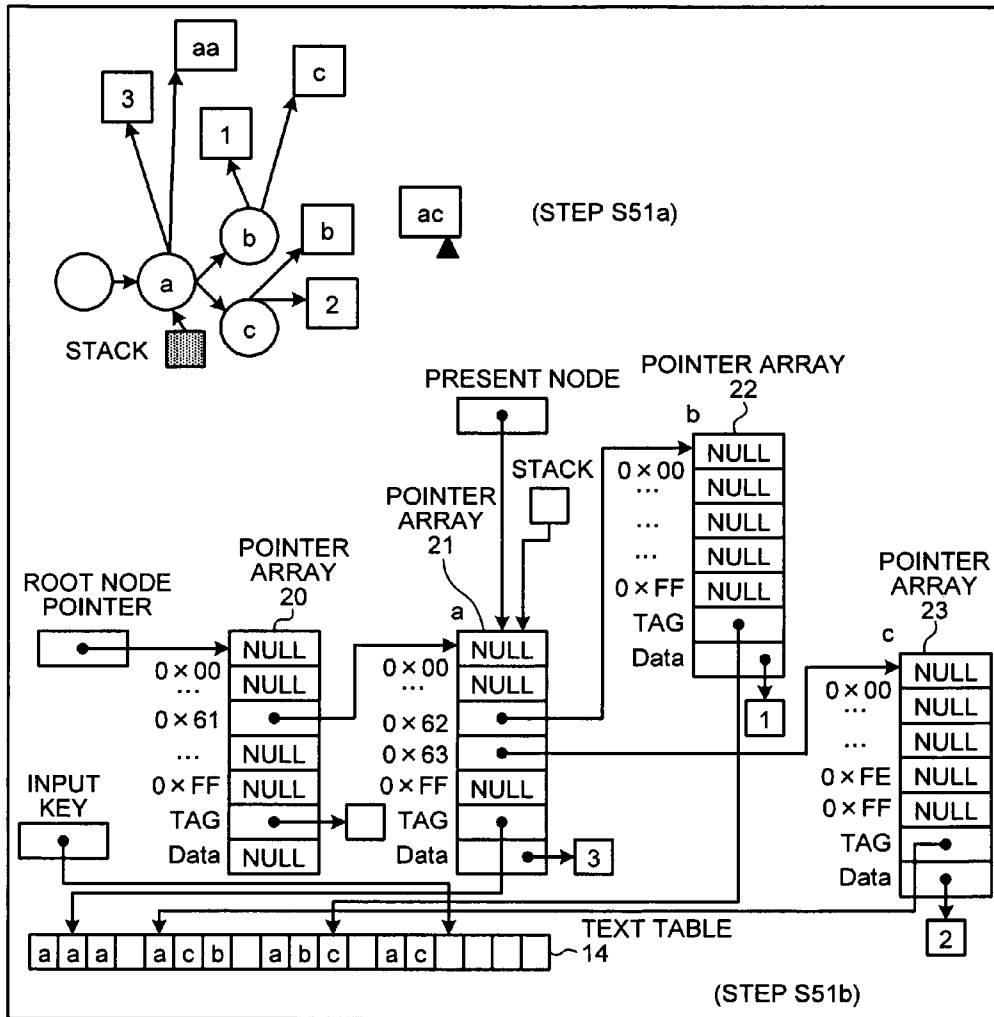 aa
3
c
1
ac
(STEP S51a)
b
b
a
2
c
STACK
PRESENT NODE
POINTER ARRAY
22
b
NULL
0×00
...
NULL
...
NULL
...
NULL
0×FF
NULL
TAG
Data
1
STACK
POINTER
ARRAY
21
a
NULL
0×00
...
NULL
0×62
0×63
0×FF
NULL
TAG
Data
3
POINTER
ARRAY
20
NULL
0×00
...
NULL
0×61
...
NULL
0×FF
NULL
TAG
Data
NULL
ROOT NODE
POINTER
INPUT
KEY
POINTER
ARRAY
23
c
NULL
0×00
...
NULL
...
NULL
0×FE
NULL
0×FF
NULL
TAG
Data
2
TEXT TABLE
a a a a c b a b c a c
14
(STEP S51b)